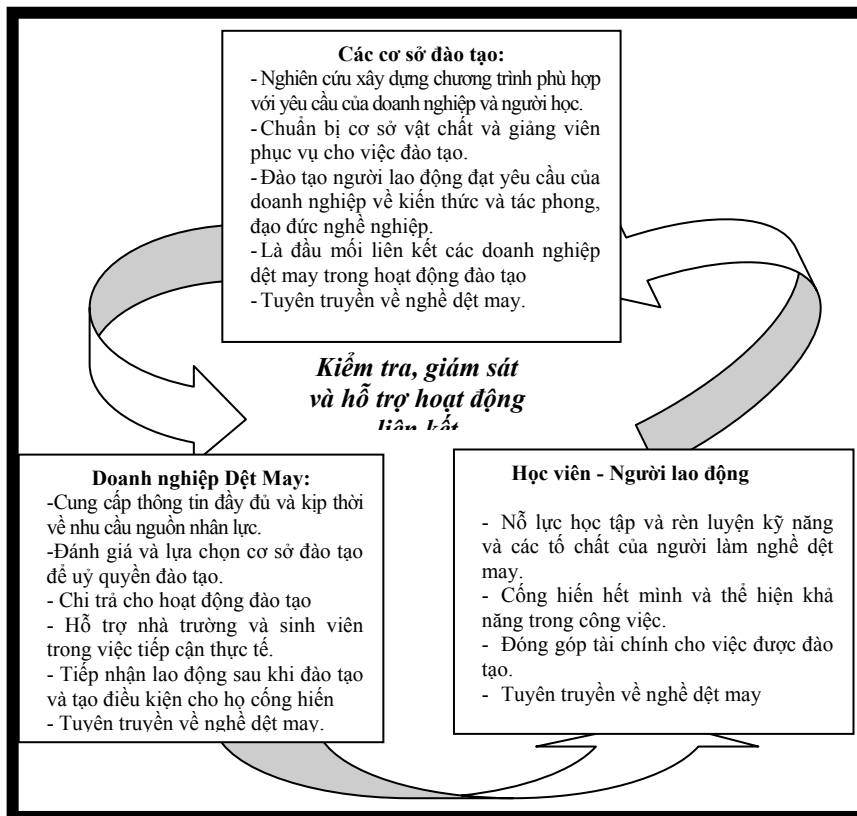 Các cơ sở đào tạo:
- Nghiên cứu xây dựng chương trình phù hợp
với yêu cầu của doanh nghiệp và người học.
- Chuẩn bị cơ sở vật chất và giảng viên
phục vụ cho việc đào tạo.
- Đào tạo người lao động đạt yêu cầu của
doanh nghiệp về kiến thức và tác phong,
đạo đức nghề nghiệp.
- Là đầu mối liên kết các doanh nghiệp
dệt may trong hoạt động đào tạo
- Tuyên truyền về nghề dệt may.
Kiểm tra, giám sát
và hỗ trợ hoạt động
liên kết
Doanh nghiệp Dệt May:
-Cung cấp thông tin đầy đủ và kịp thời
về nhu cầu nguồn nhân lực.
-Đánh giá và lựa chọn cơ sở đào tạo
để uỷ quyền đào tạo.
- Chi trả cho hoạt động đào tạo
- Hỗ trợ nhà trường và sinh viên
trong việc tiếp cận thực tế.
- Tiếp nhận lao động sau khi đào tạo
và tạo điều kiện cho họ cống hiến
- Tuyên truyền về nghề dệt may.
Học viên - Người lao động
- Nỗ lực học tập và rèn luyện kỹ năng
và các tố chất của người làm nghề dệt
may.
- Cống hiến hết mình và thể hiện khả
năng trong công việc.
- Đóng góp tài chính cho việc được đào
tạo.
- Tuyên truyền về nghề dệt may